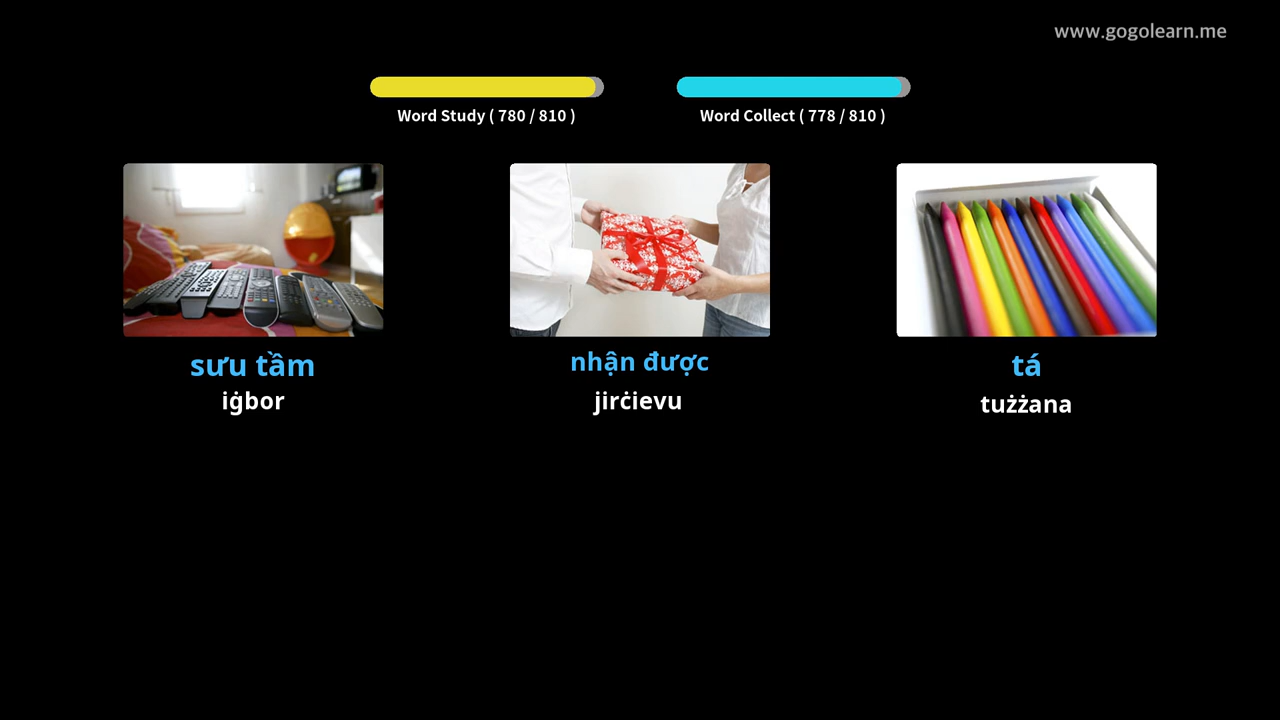 www.gogolearn.me
Word Study ( 780 / 810 )
Word Collect ( 778 / 810 )
sưu tầm
iġbor
nhận được
jirċievu
tá
tużżana